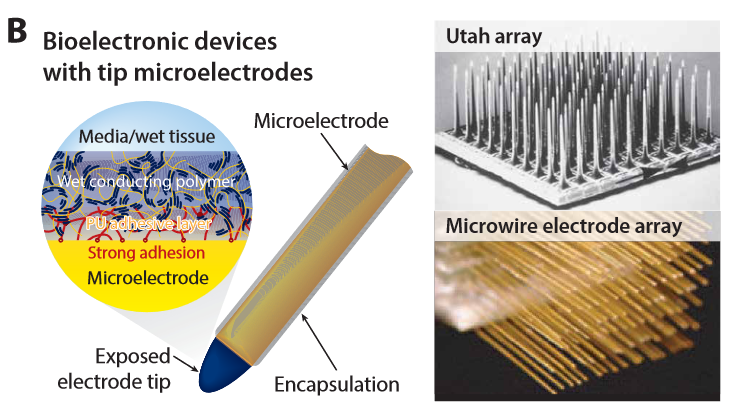 B
Bioelectronic devices
with tip microelectrodes
Media/wet tissue
Wet conducting polymer
PU adhesive layer
Strong adhesion
Microelectrode
Microelectrode
Exposed
electrode tip
Encapsulation
Utah array
Microwire electrode array